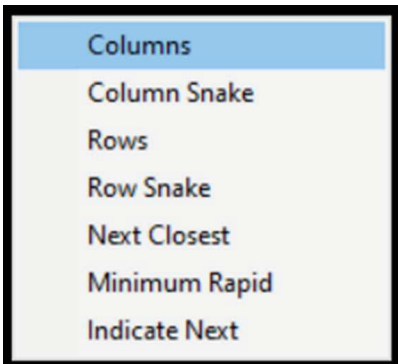 Columns
Column Snake
Rows
Row Snake
Next Closest
Minimum Rapid
Indicate Next